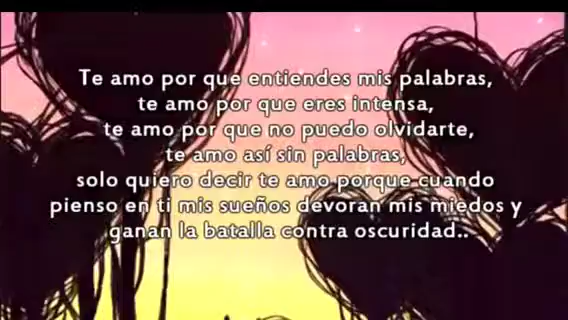 Te amo por que entiendes mis palabras,
te amo por que eres intensa,
te amo por que no puedo olvidarte,
te amo así sin palabras,
solo quiero decir te amo porque cuando
pienso en ti mis sueños devoran mis miedos y
ganan la batalla contra oscuridad..